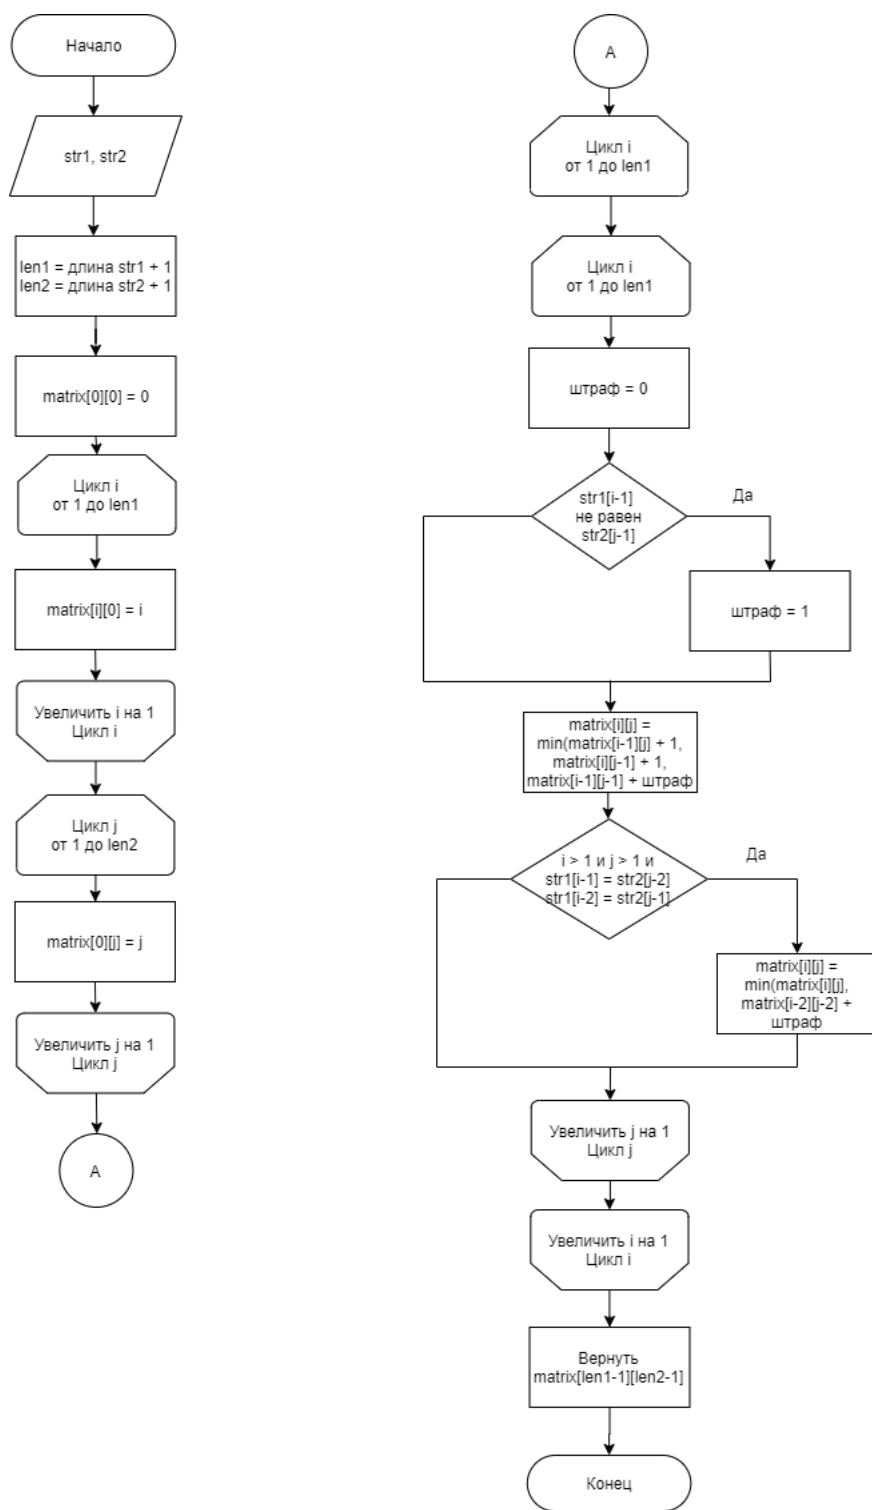 Начало
str1, str2
len1 = длина str1 + 1
len2 = длина str2 + 1
matrix[0][0] = 0
Цикл i
от 1 до len1
matrix[i][0] = i
Увеличить i на 1
Цикл i
Цикл j
от 1 до len2
matrix[0][j] = j
Увеличить j на 1
Цикл j
A
A
Цикл i
от 1 до len1
Цикл i
от 1 до len1
штраф = 0
str1[i-1]
не равен
str2[j-1]
Да
штраф = 1
matrix[i][j] =
min(matrix[i-1][j] + 1,
matrix[i][j-1] + 1,
matrix[i-1][j-1] + штраф
i > 1 и j > 1 и
str1[i-1] = str2[j-2]
str1[i-2] = str2[j-1]
Да
matrix[i][j] =
min(matrix[i][j],
matrix[i-2][j-2] +
штраф
Увеличить j на 1
Цикл j
Увеличить i на 1
Цикл i
Вернуть
matrix[len1-1][len2-1]
Конец